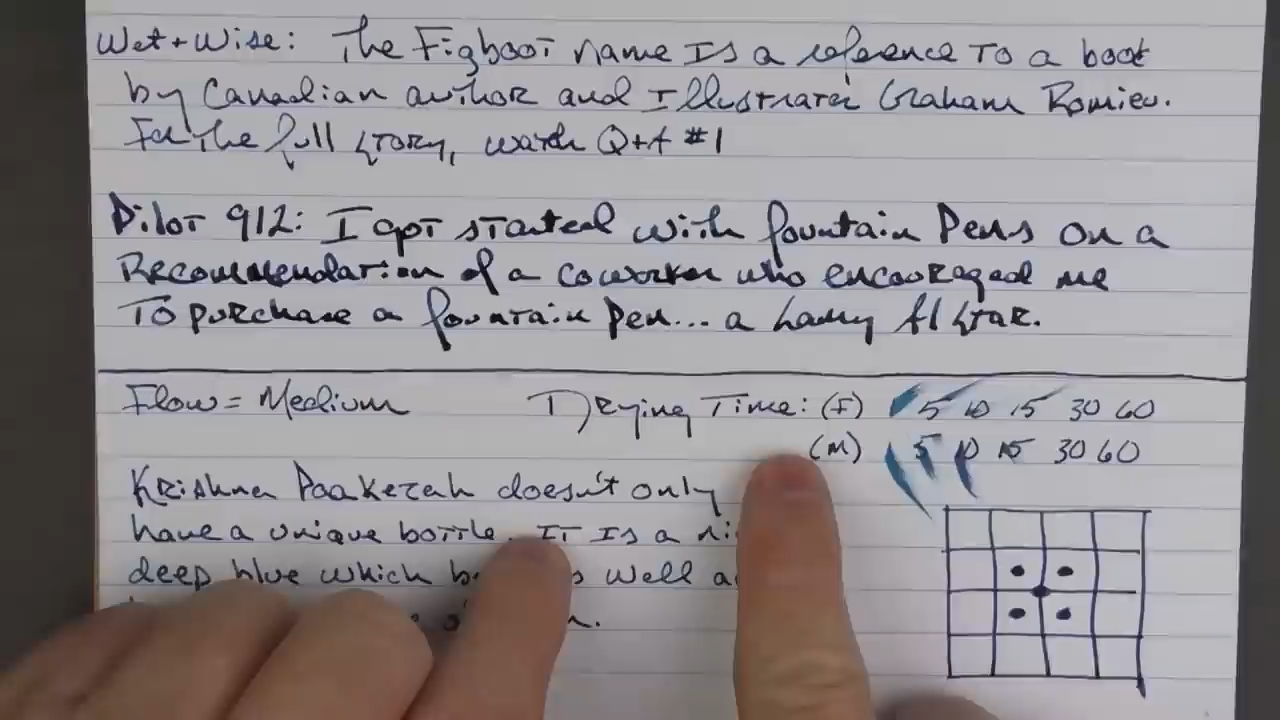 Wet + Wise: The Figboot name Is a reference To a book
by Canadian author and Illustrator Graham Romieu.
For the full story, watch Q+A #1
Pilot 912: I got started with fountain Pens on a
Recommendation of a coworker who encouraged me
To purchase a fountain Pen... a Lamy Al Star.
Flow = Medium
Drying Time: (F) 5 10 15 30 60
(M) 5 10 15 30 60
Krishna Paakezah doesn't only
have a unique bottle. IT Is a
deep blue which well